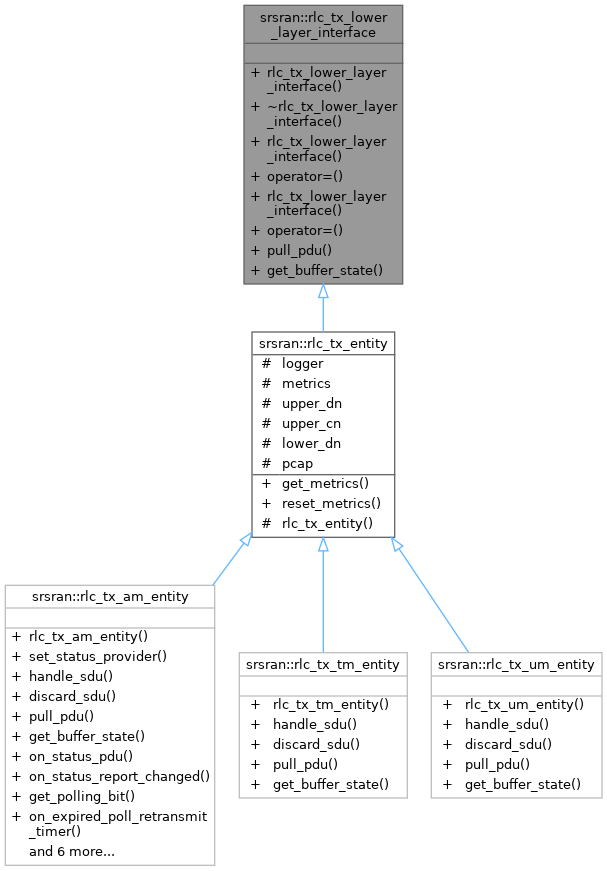 srsran::rlc_tx_lower
_layer_interface
+ rlc_tx_lower_layer
_interface()
+ ~rlc_tx_lower_layer
_interface()
+ rlc_tx_lower_layer
_interface()
+ operator=()
+ rlc_tx_lower_layer
_interface()
+ operator=()
+ pull_pdu()
+ get_buffer_state()
srsran::rlc_tx_entity
# logger
# metrics
# upper_dn
# upper_cn
# lower_dn
# pcap
+ get_metrics()
+ reset_metrics()
# rlc_tx_entity()
srsran::rlc_tx_am_entity
+ rlc_tx_am_entity()
+ set_status_provider()
+ handle_sdu()
+ discard_sdu()
+ pull_pdu()
+ get_buffer_state()
+ on_status_pdu()
+ on_status_report_changed()
+ get_polling_bit()
+ on_expired_poll_retransmit
_timer()
and 6 more...
srsran::rlc_tx_tm_entity
+ rlc_tx_tm_entity()
+ handle_sdu()
+ discard_sdu()
+ pull_pdu()
+ get_buffer_state()
srsran::rlc_tx_um_entity
+ rlc_tx_um_entity()
+ handle_sdu()
+ discard_sdu()
+ pull_pdu()
+ get_buffer_state()